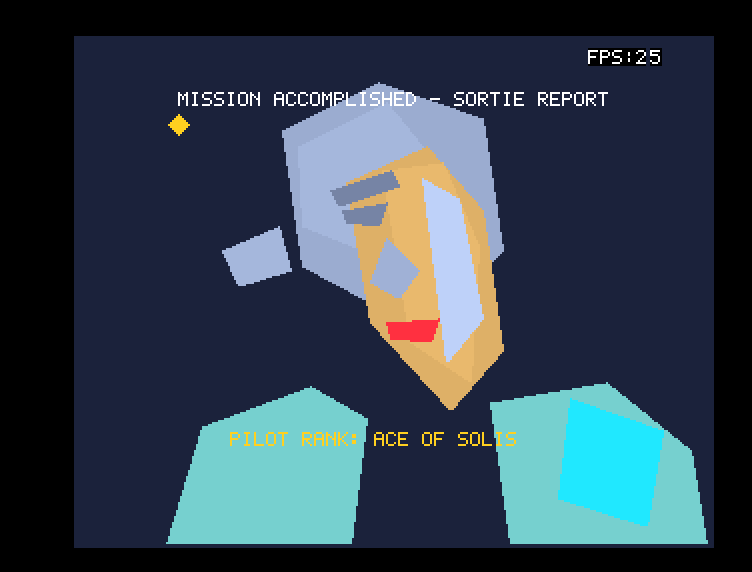 FPS:25
MISSION ACCOMPLISHED - SORTIE REPORT
PILOT RANK: ACE OF SOLIS